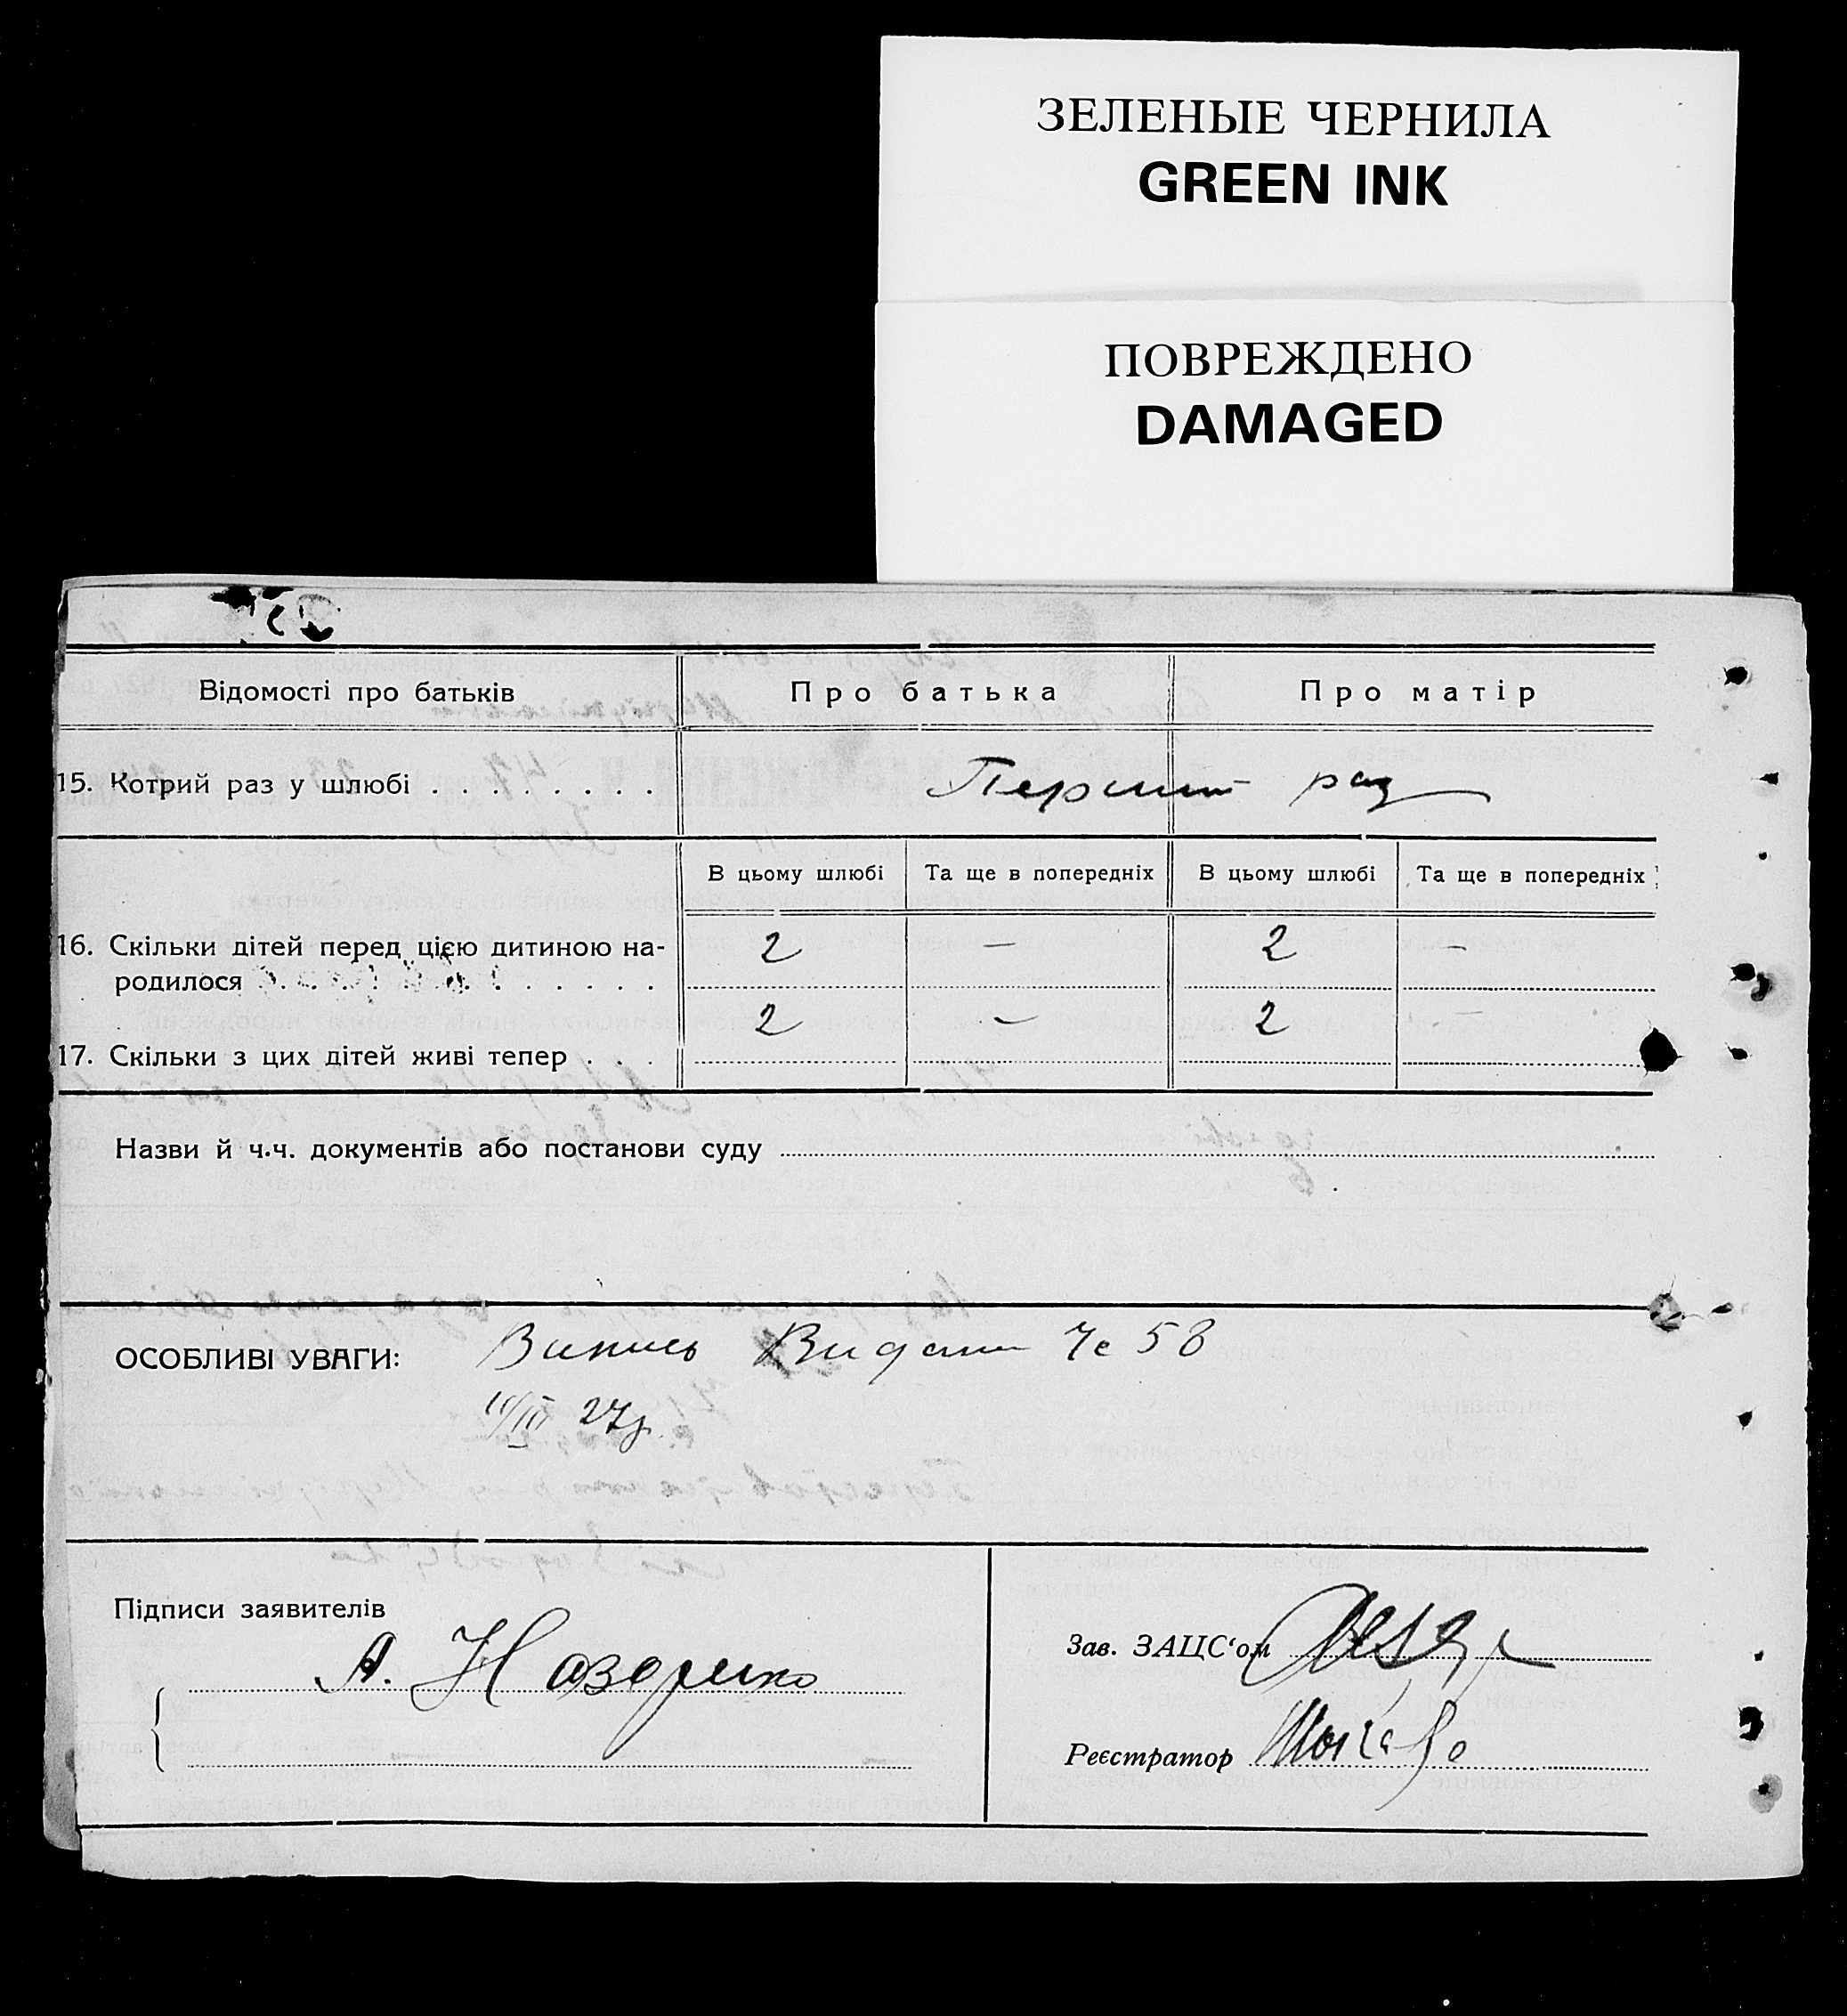 ЗЕЛЕНЫЕ ЧЕРНИЛА
GREEN INK
ПОВРЕЖДЕНО
DAMAGED
Відомості про батьків Про батька Про матір
15. Котрий раз у шлюбі . . . . . . . . Перший раз
В цьому шлюбі Та ще в попередніх В цьому шлюбі Та ще в попередніх
16. Скільки дітей перед цією дитиною на-
родилося 2 — 2 —
17. Скільки з цих дітей живі тепер . . . 2 — 2 —
Назви й ч.ч. документів або постанови суду
ОСОБЛИВІ УВАГИ: Випись Видана Че 58
27р.
Підписи заявителів
А. Назаренко
Зав. ЗАЦС'ом
Реєстратор